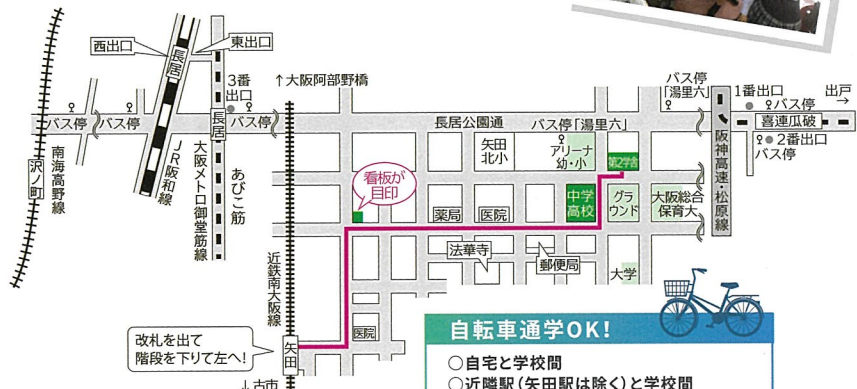 西出口
東出口
長居
3番
出口
↑大阪阿部野橋
バス停
バス停
長居
バス停
長居公園通
バス停「湯里六」
バス停
「湯里六」
1番出口
出戸
→
バス停
喜連瓜破
2番出口
バス停
沢ノ町
南海高野線
JR阪和線
大阪メトロ御堂筋線
あびこ筋
看板が
目印
矢田
北小
アリーナ
幼・小
第2学舎
薬局
医院
中学
高校
グラ
ウンド
大阪総合
保育大
阪神高速・松原線
法華寺
郵便局
大学
近鉄南大阪線
医院
改札を出て
階段を下りて左へ!
矢田
↓古市
自転車通学OK!
○自宅と学校間
○近隣駅(矢田駅は除く)と学校間